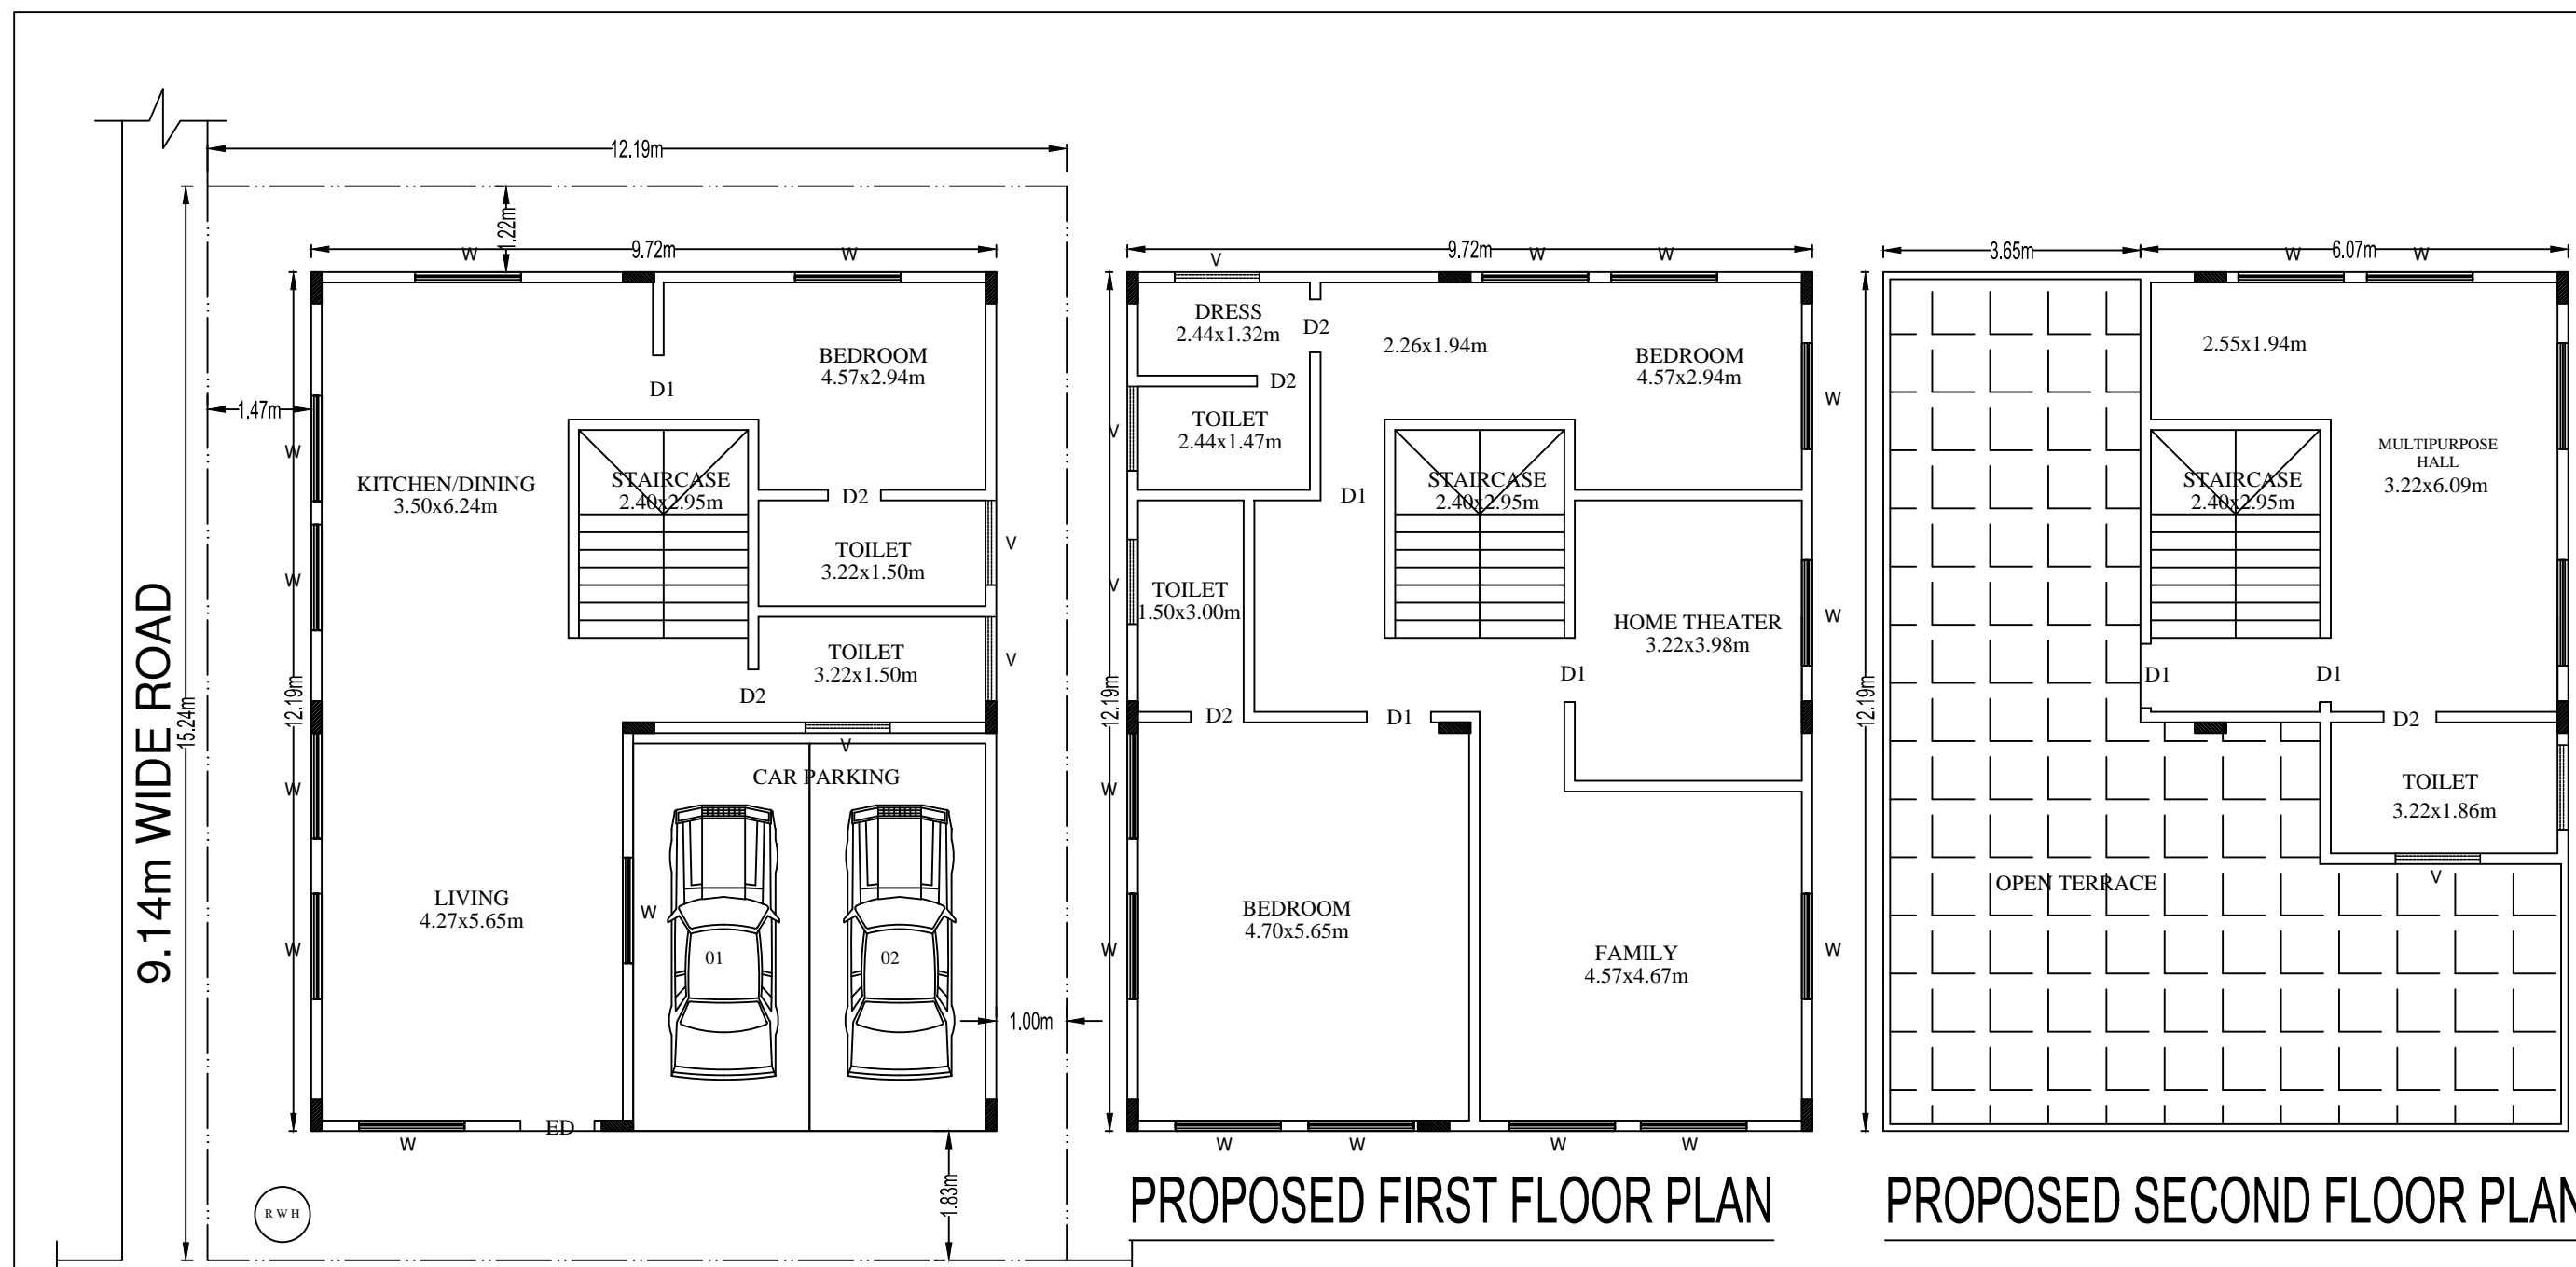 12.19m
1.22m
9.72m
W
W
BEDROOM
4.57x2.94m
D1
1.47m
W
KITCHEN/DINING
3.50x6.24m
STAIRCASE
2.40x2.95m
D2
TOILET
3.22x1.50m
V
W
TOILET
3.22x1.50m
V
D2
9.14m WIDE ROAD
15.24m
12.19m
W
V
CAR PARKING
LIVING
4.27x5.65m
W
W
01
02
1.00m
ED
W
1.83m
R W H
9.72m
V
W
W
DRESS
2.44x1.32m
D2
2.26x1.94m
BEDROOM
4.57x2.94m
D2
W
TOILET
2.44x1.47m
V
D1
STAIRCASE
2.40x2.95m
V
TOILET
1.50x3.00m
HOME THEATER
3.22x3.98m
W
D1
12.19m
D2
D1
W
BEDROOM
4.70x5.65m
W
FAMILY
4.57x4.67m
W
W
W
W
W
PROPOSED FIRST FLOOR PLAN
3.65m
6.07m
W
W
2.55x1.94m
MULTIPURPOSE
HALL
3.22x6.09m
STAIRCASE
2.40x2.95m
D1
D1
12.19m
D2
TOILET
3.22x1.86m
V
OPEN TERRACE
PROPOSED SECOND FLOOR PLAN